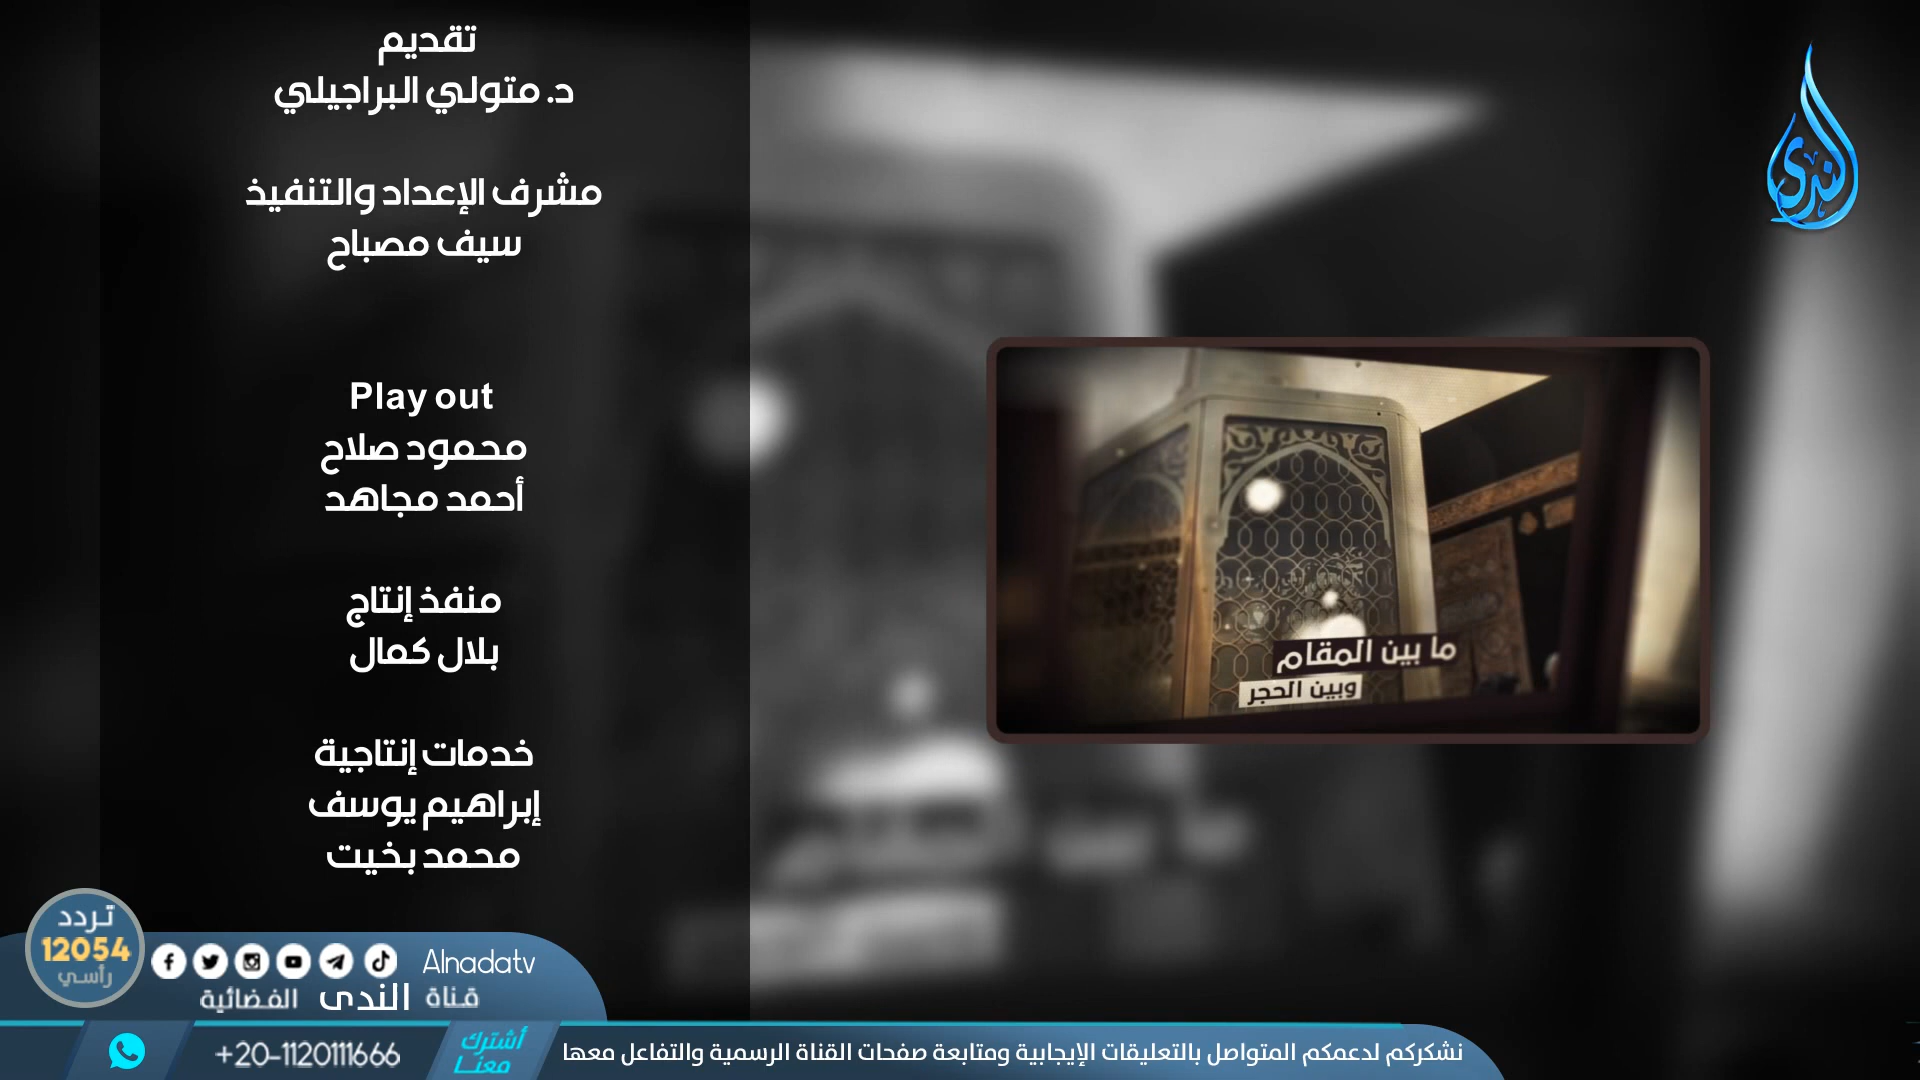 تقديم
د. متولي البراجيلي
مشرف الإعداد والتنفيذ
سيف مصباح
Play out
محمود صلاح
أحمد مجاهد
منفذ إنتاج
بلال كمال
خدمات إنتاجية
إبراهيم يوسف
محمد بخيت
الندى
ما بين المقام
وبين الحجر
تردد
12054
رأسي
Alnadatv
قناة الندى الفضائية
+20-1120111666
أشترك
معنا
نشكركم لدعمكم المتواصل بالتعليقات الإيجابية ومتابعة صفحات القناة الرسمية والتفاعل معها